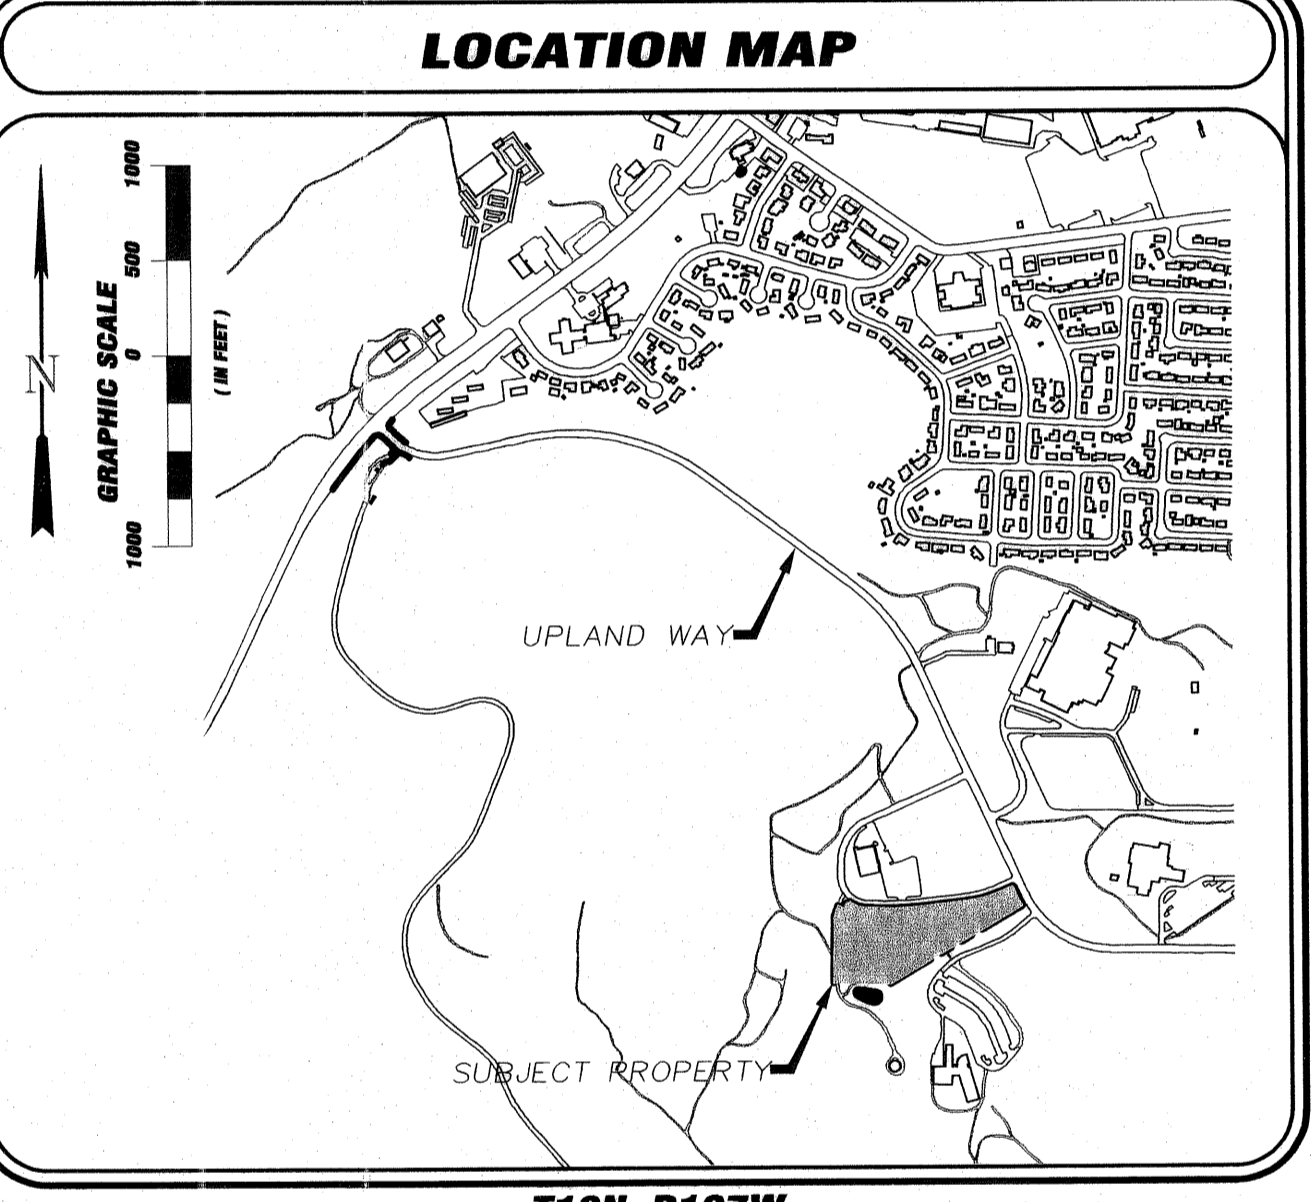 LOCATION MAP
1000
500
0
1000
GRAPHIC SCALE
( IN FEET )
N
UPLAND WAY
SUBJECT PROPERTY